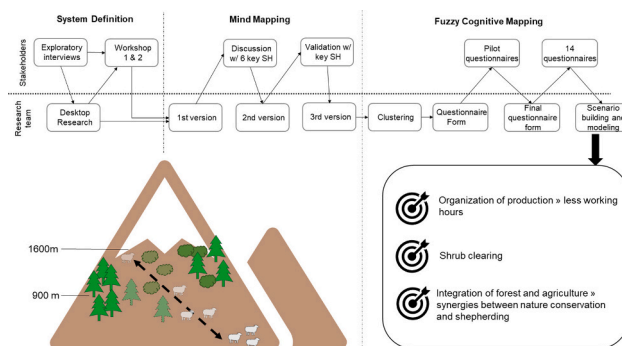 System Definition
Mind Mapping
Fuzzy Cognitive Mapping
Stakeholders
Exploratory
interviews
Workshop
1 & 2
Discussion
w/ 6 key SH
Validation w/
key SH
Pilot
questionnaires
14
questionnaires
Research
team
Desktop
Research
1st version
2nd version
3rd version
Clustering
Questionnaire
Form
Final
questionnaire
form
Scenario
building and
modeling
1600m
900 m
Organization of production » less working
hours
Shrub clearing
Integration of forest and agriculture »
synergies between nature conservation
and shepherding